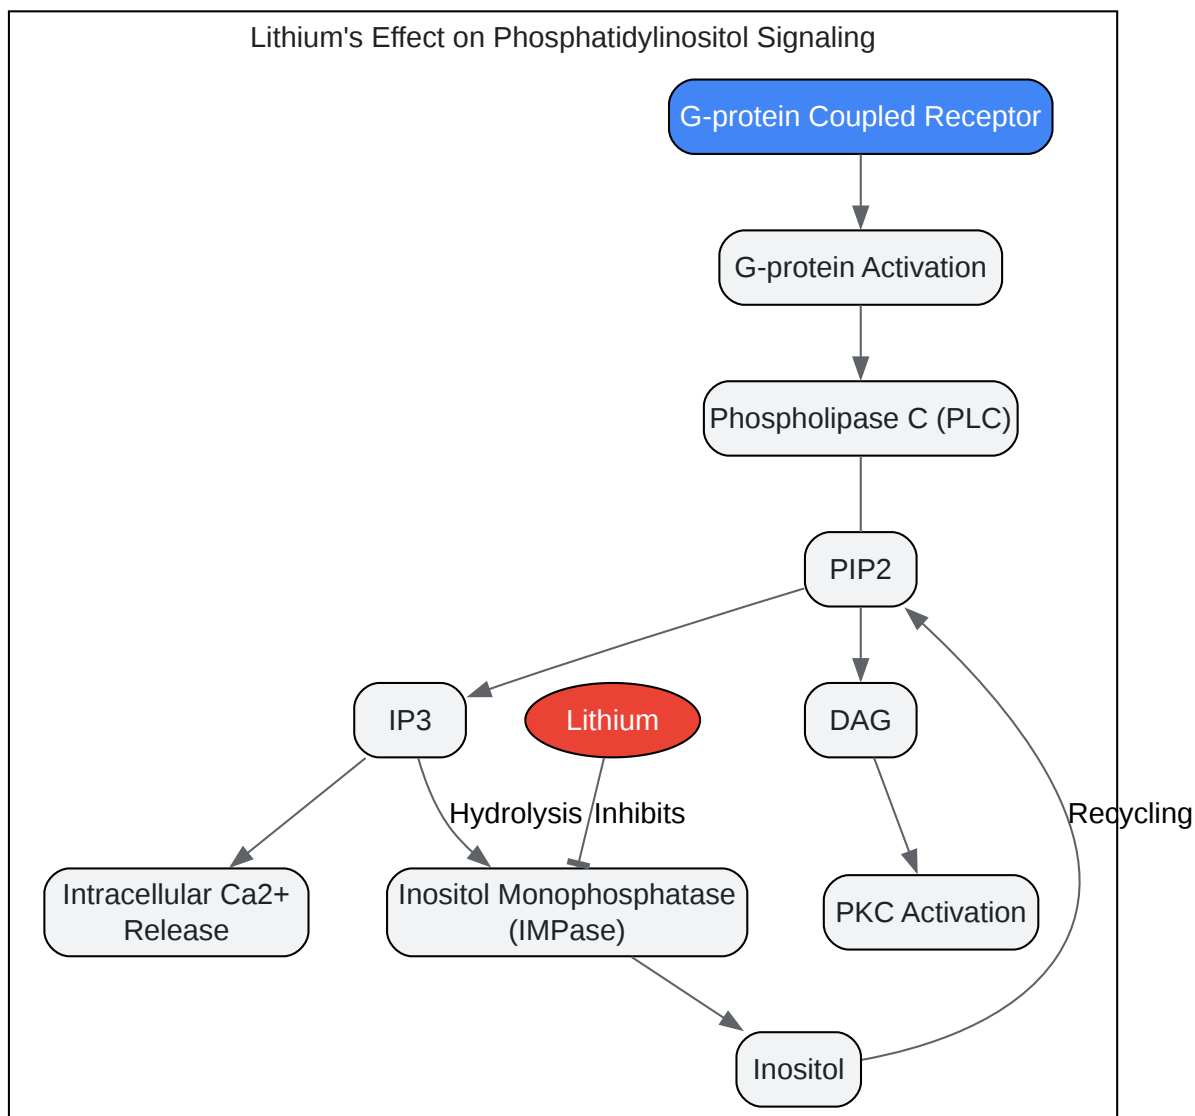 Lithium's Effect on Phosphatidylinositol Signaling
G-protein Coupled Receptor
G-protein Activation
Phospholipase C (PLC)
PIP2
IP3
Lithium
DAG
Hydrolysis
Inhibits
Recycling
Intracellular Ca2+
Release
Inositol Monophosphatase
(IMPase)
PKC Activation
Inositol